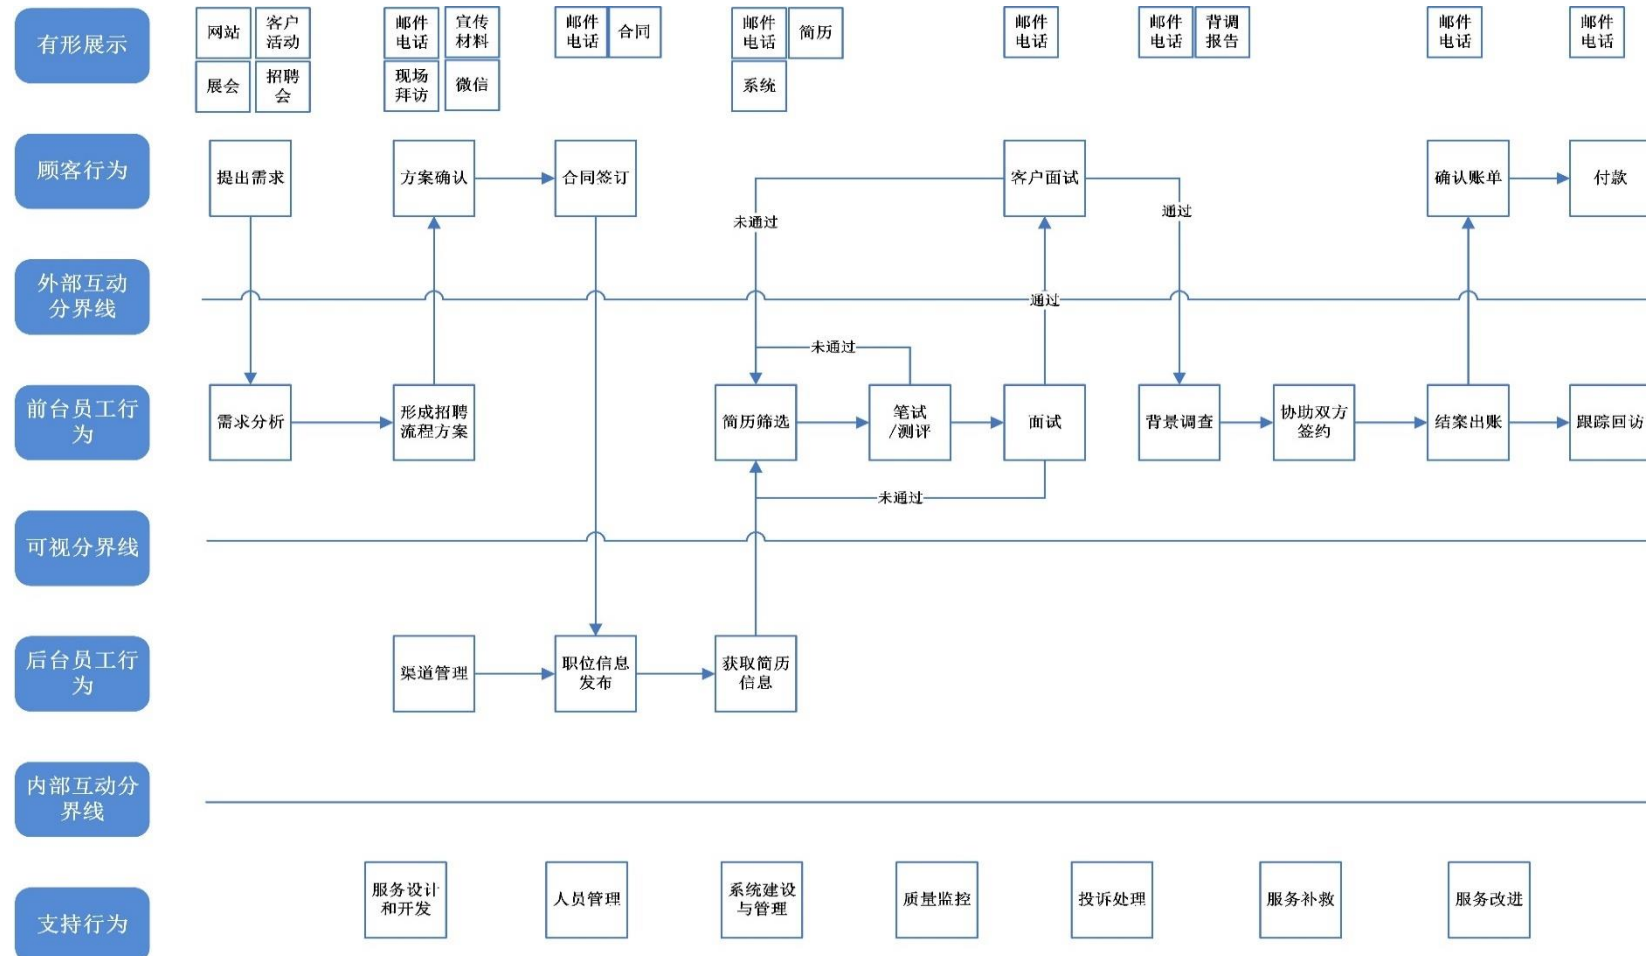 有形展示
网站
客户
活动
展会
招聘
会
邮件
电话
宣传
材料
现场
拜访
微信
邮件
电话
合同
邮件
电话
简历
系统
邮件
电话
邮件
电话
背调
报告
邮件
电话
邮件
电话
顾客行为
提出需求
方案确认
合同签订
客户面试
确认账单
付款
未通过
通过
外部互动
分界线
通过
未通过
前台员工行
为
需求分析
形成招聘
流程方案
简历筛选
笔试
/测评
面试
背景调查
协助双方
签约
结案出账
跟踪回访
未通过
可视分界线
后台员工行
为
渠道管理
职位信息
发布
获取简历
信息
内部互动分
界线
支持行为
服务设计
和开发
人员管理
系统建设
与管理
质量监控
投诉处理
服务补救
服务改进